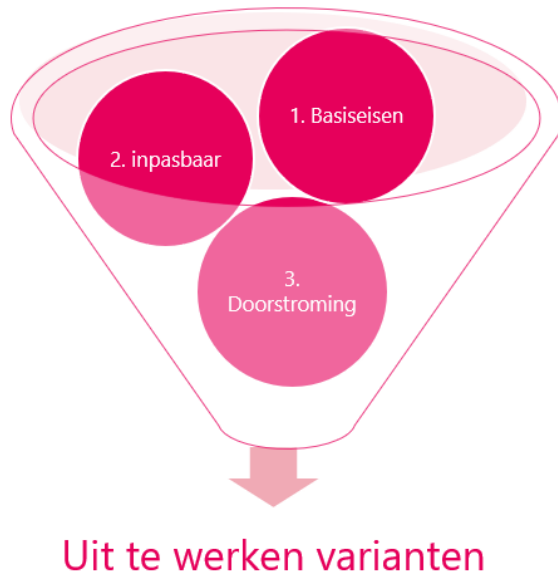 1. Basiseisen
2. inpasbaar
3.
Doorstroming
Uit te werken varianten